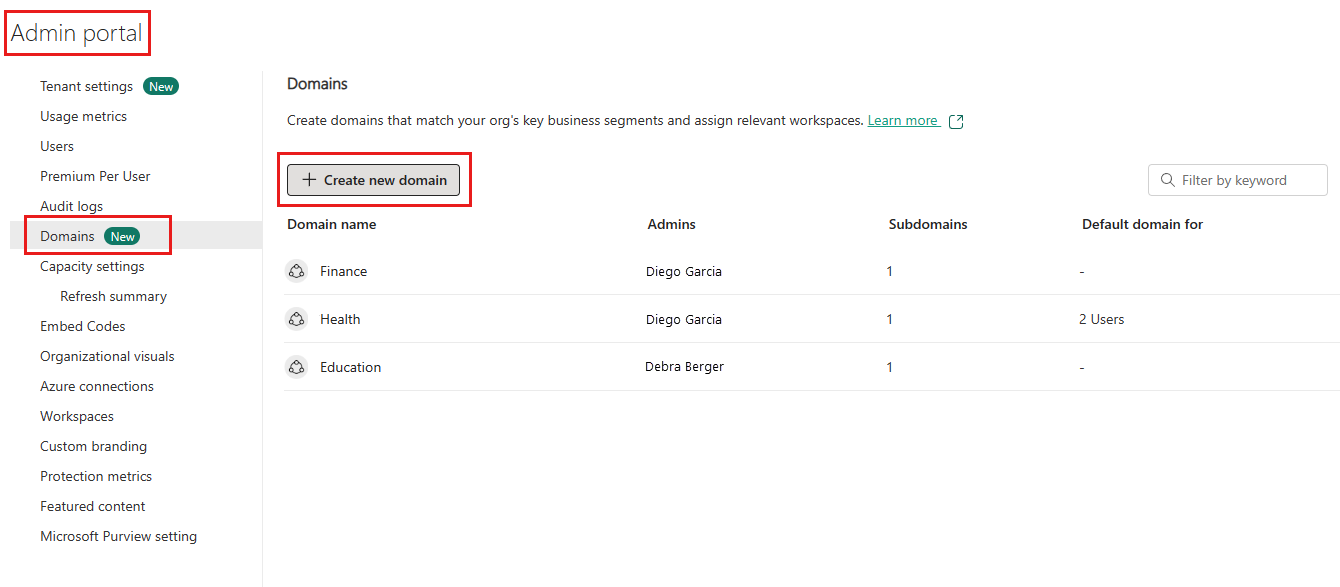 Admin portal
Tenant settings New
Usage metrics
Users
Premium Per User
Audit logs
Domains New
Capacity settings
Refresh summary
Embed Codes
Organizational visuals
Azure connections
Workspaces
Custom branding
Protection metrics
Featured content
Microsoft Purview setting
Domains
Create domains that match your org's key business segments and assign relevant workspaces. Learn more
Create new domain
Filter by keyword
Domain name Admins Subdomains Default domain for
Finance Diego Garcia 1 -
Health Diego Garcia 1 2 Users
Education Debra Berger 1 -